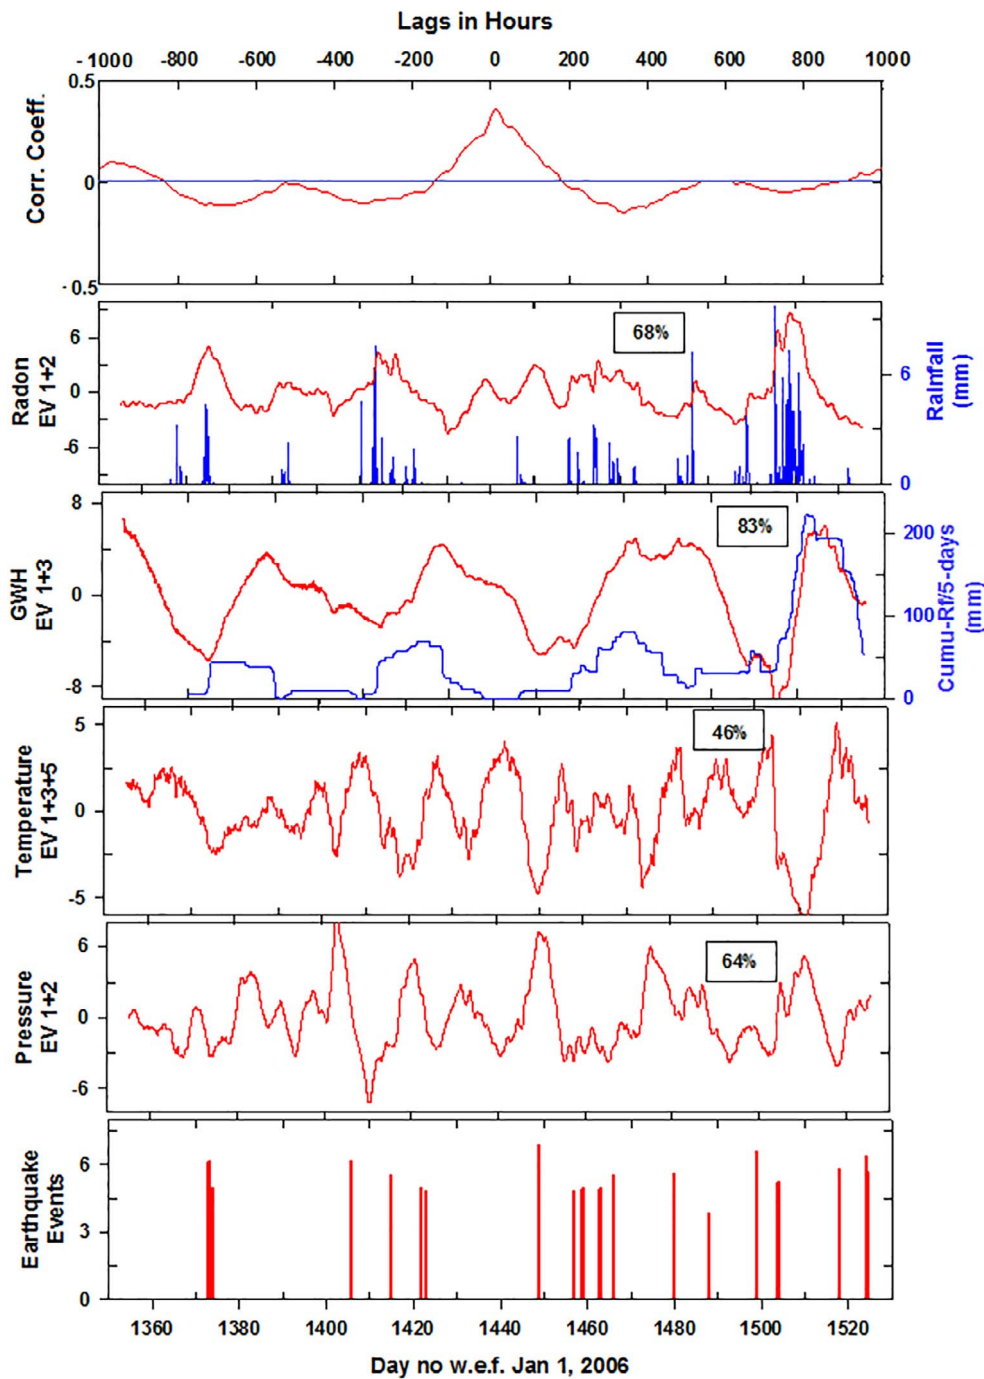 Lags in Hours
- 1000 -800 -600 -400 -200 0 200 400 600 800 1000
Corr. Coeff.
0.5
0
- 0.5
Radon
EV 1+2
6
0
-6
68%
6
0
Rainfall
(mm)
GWH
EV 1+3
8
0
-8
83%
200
100
0
Cumu-Rf/5-days
(mm)
Temperature
EV 1+3+5
5
0
-5
46%
Pressure
EV 1+2
6
0
-6
64%
Earthquake
Events
6
3
0
1360 1380 1400 1420 1440 1460 1480 1500 1520
Day no w.e.f. Jan 1, 2006